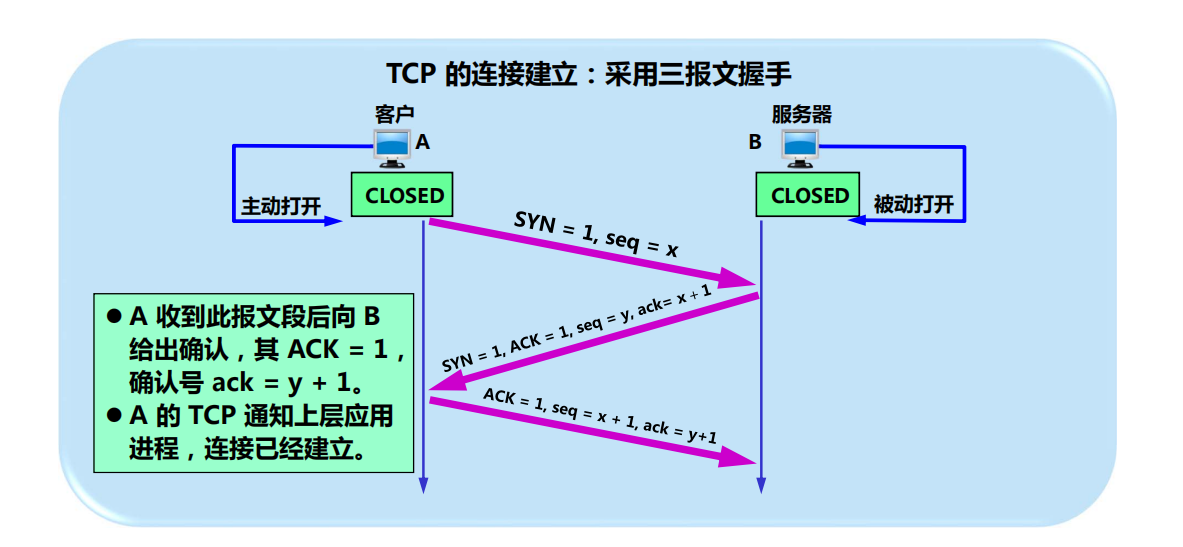 TCP 的连接建立：采用三报文握手
客户
服务器
A
B
CLOSED
CLOSED
主动打开
被动打开
SYN = 1, seq = x
SYN = 1, ACK = 1, seq = y, ack= x + 1
ACK = 1, seq = x + 1, ack = y+1
● A 收到此报文段后向 B
给出确认，其 ACK = 1，
确认号 ack = y + 1。
● A 的 TCP 通知上层应用
进程，连接已经建立。